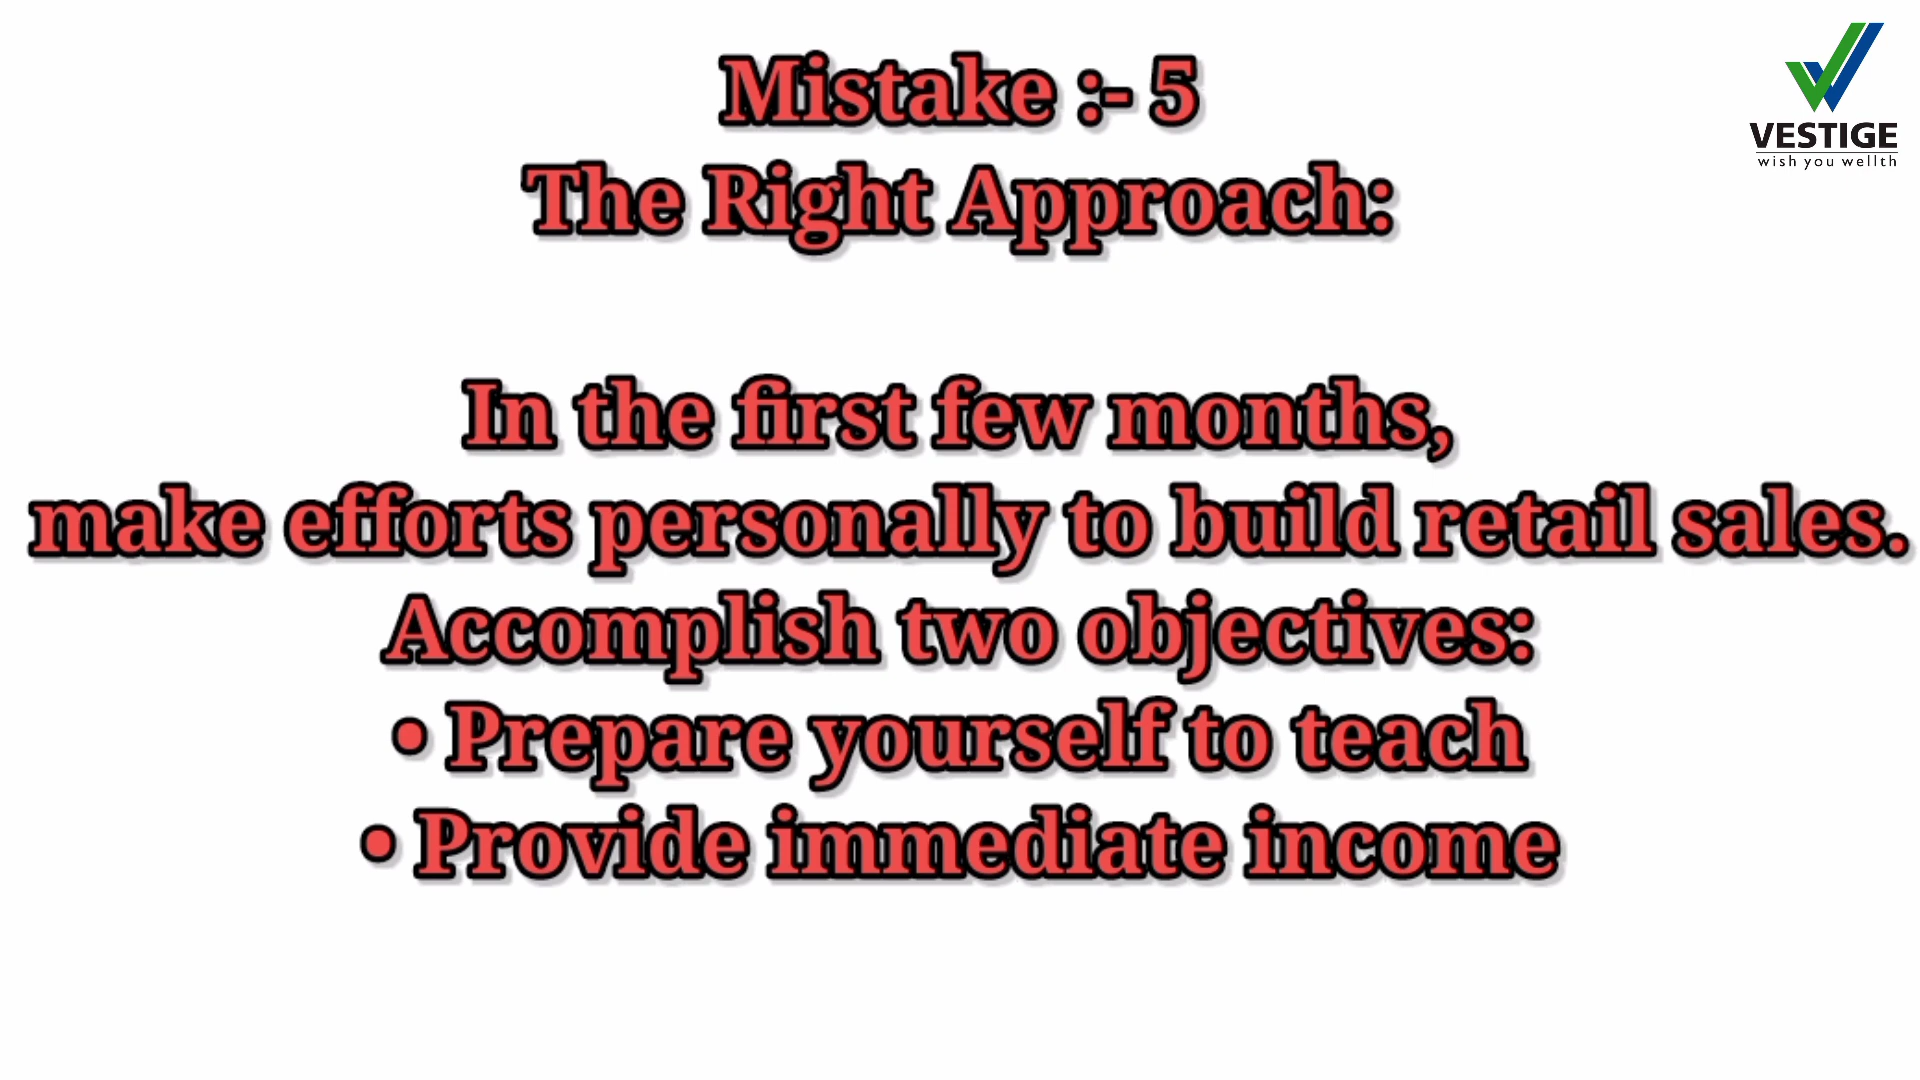 Mistake :- 5
The Right Approach:
In the first few months,
make efforts personally to build retail sales.
Accomplish two objectives:
• Prepare yourself to teach
• Provide immediate income
VESTIGE
wish you wellth